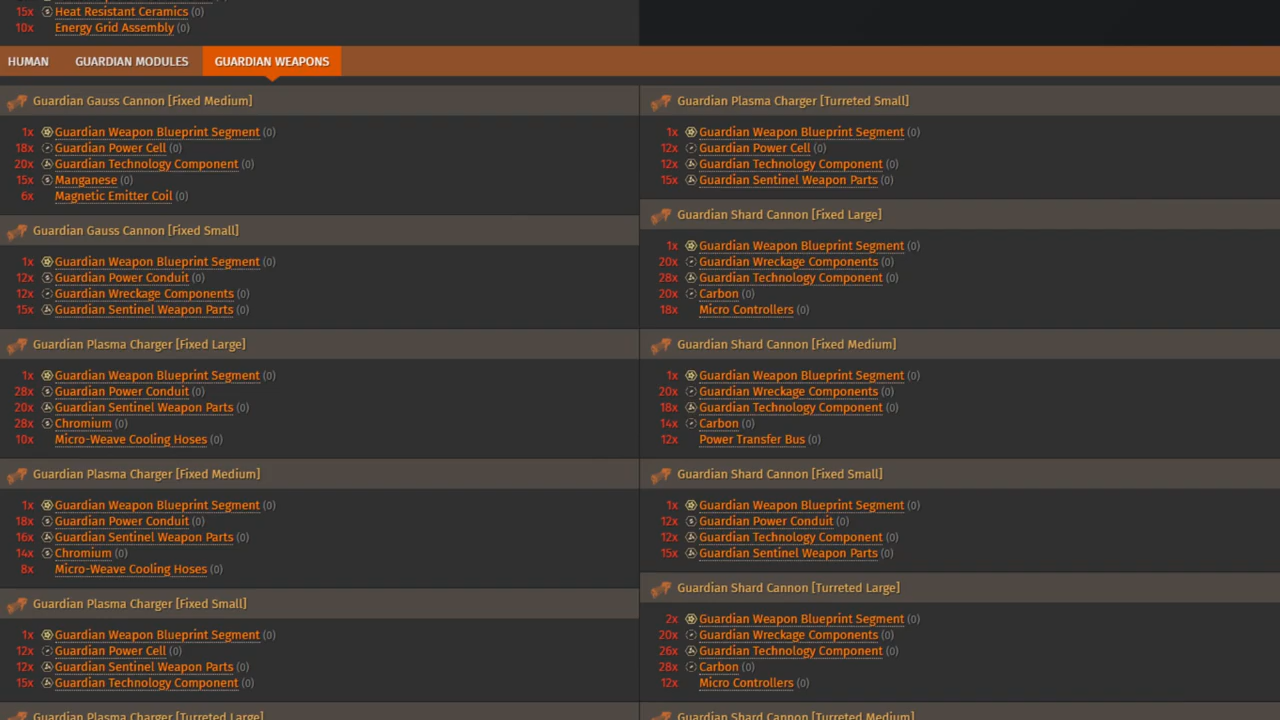 15x Heat Resistant Ceramics (0)
10x Energy Grid Assembly (0)
HUMAN GUARDIAN MODULES GUARDIAN WEAPONS
Guardian Gauss Cannon [Fixed Medium]
1x Guardian Weapon Blueprint Segment (0)
18x Guardian Power Cell (0)
20x Guardian Technology Component (0)
15x Manganese (0)
6x Magnetic Emitter Coil (0)
Guardian Gauss Cannon [Fixed Small]
1x Guardian Weapon Blueprint Segment (0)
12x Guardian Power Conduit (0)
12x Guardian Wreckage Components (0)
15x Guardian Sentinel Weapon Parts (0)
Guardian Plasma Charger [Fixed Large]
1x Guardian Weapon Blueprint Segment (0)
28x Guardian Power Conduit (0)
20x Guardian Sentinel Weapon Parts (0)
28x Chromium (0)
10x Micro-Weave Cooling Hoses (0)
Guardian Plasma Charger [Fixed Medium]
1x Guardian Weapon Blueprint Segment (0)
18x Guardian Power Conduit (0)
16x Guardian Sentinel Weapon Parts (0)
14x Chromium (0)
8x Micro-Weave Cooling Hoses (0)
Guardian Plasma Charger [Fixed Small]
1x Guardian Weapon Blueprint Segment (0)
12x Guardian Power Cell (0)
12x Guardian Sentinel Weapon Parts (0)
15x Guardian Technology Component (0)
Guardian Plasma Charger [Turreted Large]
Guardian Plasma Charger [Turreted Small]
1x Guardian Weapon Blueprint Segment (0)
12x Guardian Power Cell (0)
12x Guardian Technology Component (0)
15x Guardian Sentinel Weapon Parts (0)
Guardian Shard Cannon [Fixed Large]
1x Guardian Weapon Blueprint Segment (0)
20x Guardian Wreckage Components (0)
28x Guardian Technology Component (0)
20x Carbon (0)
18x Micro Controllers (0)
Guardian Shard Cannon [Fixed Medium]
1x Guardian Weapon Blueprint Segment (0)
20x Guardian Wreckage Components (0)
18x Guardian Technology Component (0)
14x Carbon (0)
12x Power Transfer Bus (0)
Guardian Shard Cannon [Fixed Small]
1x Guardian Weapon Blueprint Segment (0)
12x Guardian Power Conduit (0)
12x Guardian Technology Component (0)
15x Guardian Sentinel Weapon Parts (0)
Guardian Shard Cannon [Turreted Large]
2x Guardian Weapon Blueprint Segment (0)
20x Guardian Wreckage Components (0)
26x Guardian Technology Component (0)
28x Carbon (0)
12x Micro Controllers (0)
Guardian Shard Cannon [Turreted Medium]